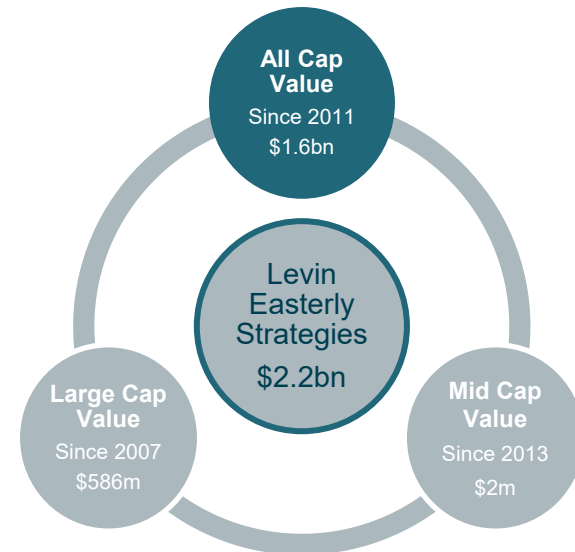 All Cap
Value
Since 2011
$1.6bn
Levin
Easterly
Strategies
$2.2bn
Large Cap
Value
Since 2007
$586m
Mid Cap
Value
Since 2013
$2m